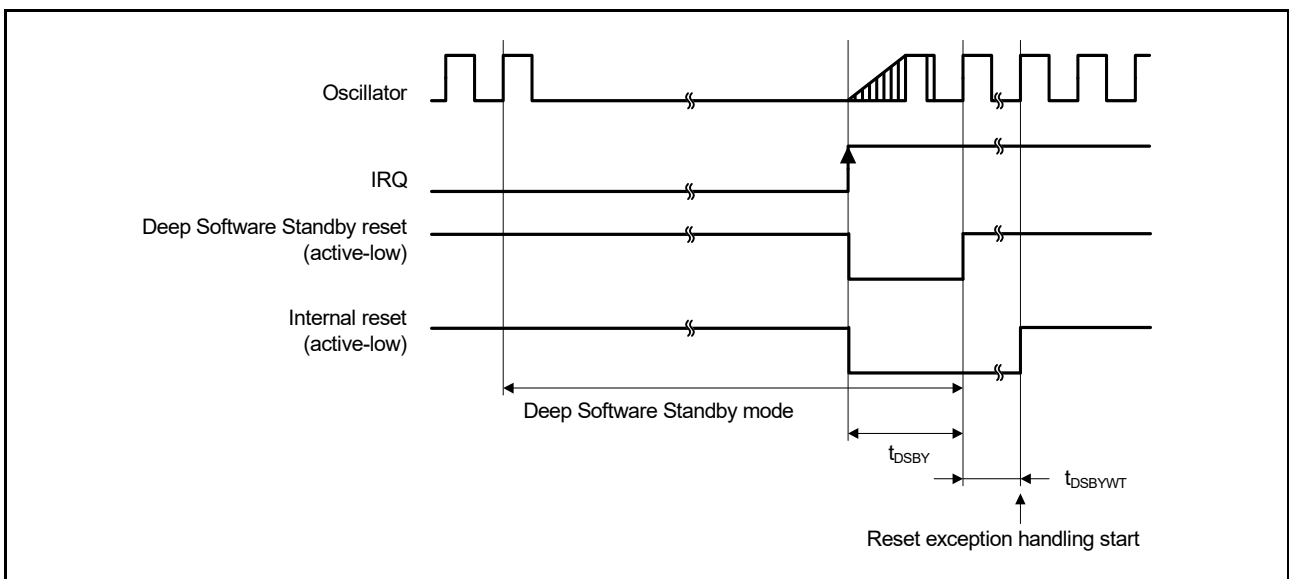 Oscillator
IRQ
Deep Software Standby reset
(active-low)
Internal reset
(active-low)
Deep Software Standby mode
tDSBY
tDSBYWT
Reset exception handling start